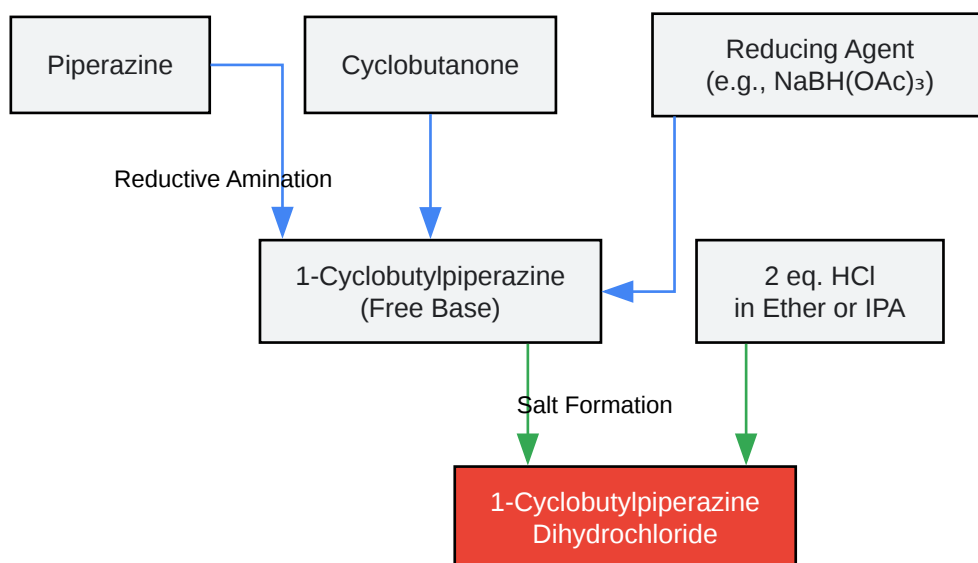 Piperazine
Cyclobutanone
Reducing Agent
(e.g., NaBH(OAc)₃)
Reductive Amination
1-Cyclobutylpiperazine
(Free Base)
2 eq. HCl
in Ether or IPA
Salt Formation
1-Cyclobutylpiperazine
Dihydrochloride